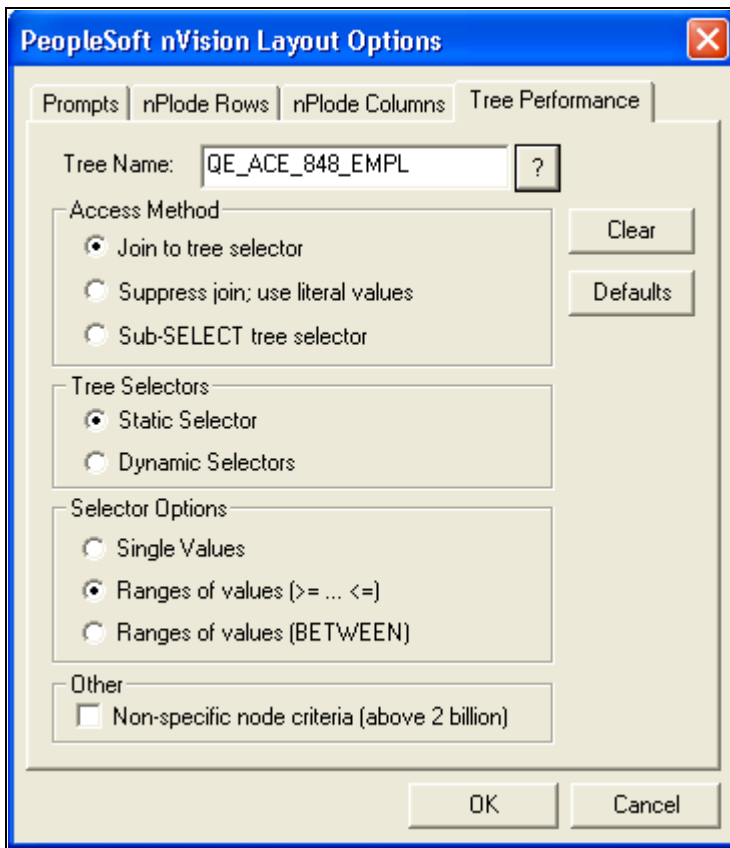 PeopleSoft nVision Layout Options
Prompts nPlode Rows nPlode Columns Tree Performance
Tree Name: QE_ACE_848_EMPL ?
Access Method
Join to tree selector
Suppress join; use literal values
Sub-SELECT tree selector
Clear
Defaults
Tree Selectors
Static Selector
Dynamic Selectors
Selector Options
Single Values
Ranges of values (>= ... <=)
Ranges of values (BETWEEN)
Other
Non-specific node criteria (above 2 billion)
OK Cancel